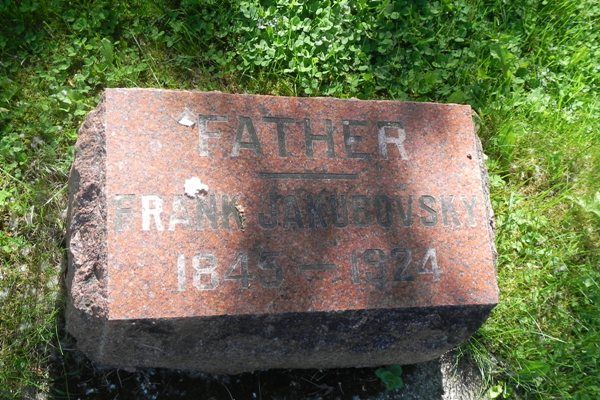 FATHER
FRANK JAKUBOVSKY
1845 — 1924